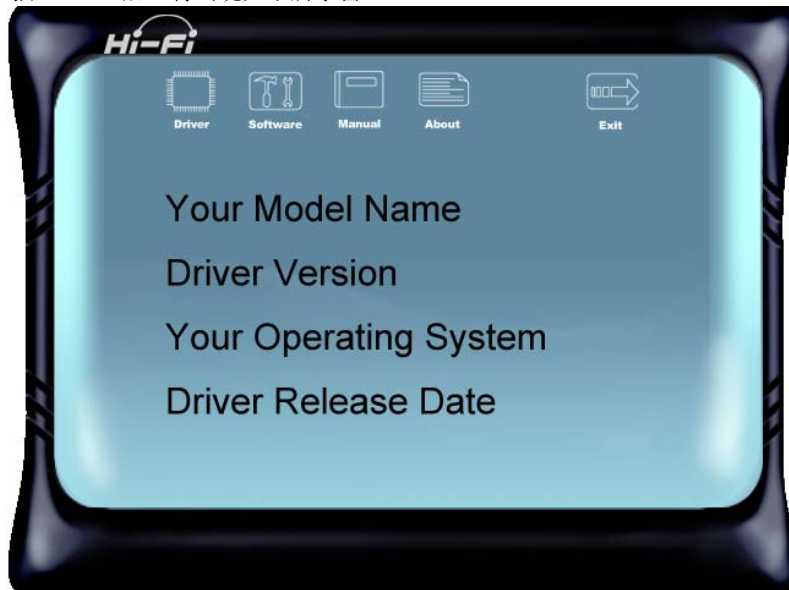 Hi-Fi
Driver Software Manual About Exit
Your Model Name
Driver Version
Your Operating System
Driver Release Date